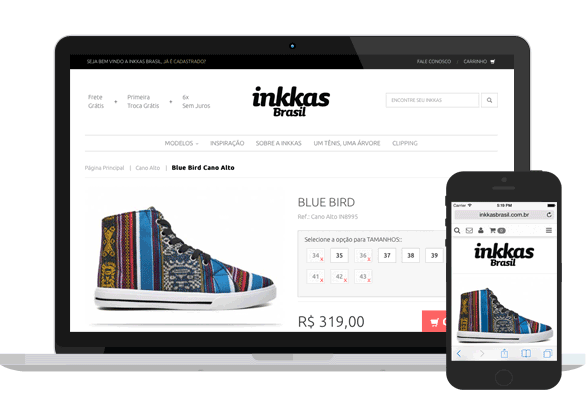 SEJA BEM VINDO A INKKAS BRASIL, JÁ É CADASTRADO?
FALE CONOSCO / CARRINHO
Frete Grátis
Primeira Troca Grátis
6x Sem Juros
inkkas
Brasil
ENCONTRE SEU INKKAS
MODELOS INSPIRAÇÃO SOBRE A INKKAS UM TÊNIS, UMA ÁRVORE CLIPPING
Página Principal | Cano Alto | Blue Bird Cano Alto
BLUE BIRD
Ref.: Cano Alto IN8995
Selecione a opção para TAMANHOS::
34 x 35 36 x 37 38 39
41 x 42 x 43 x
R$ 319,00
Carrier 5:16 PM
inkkasbrasil.com.br
0
inkkas
Brasil